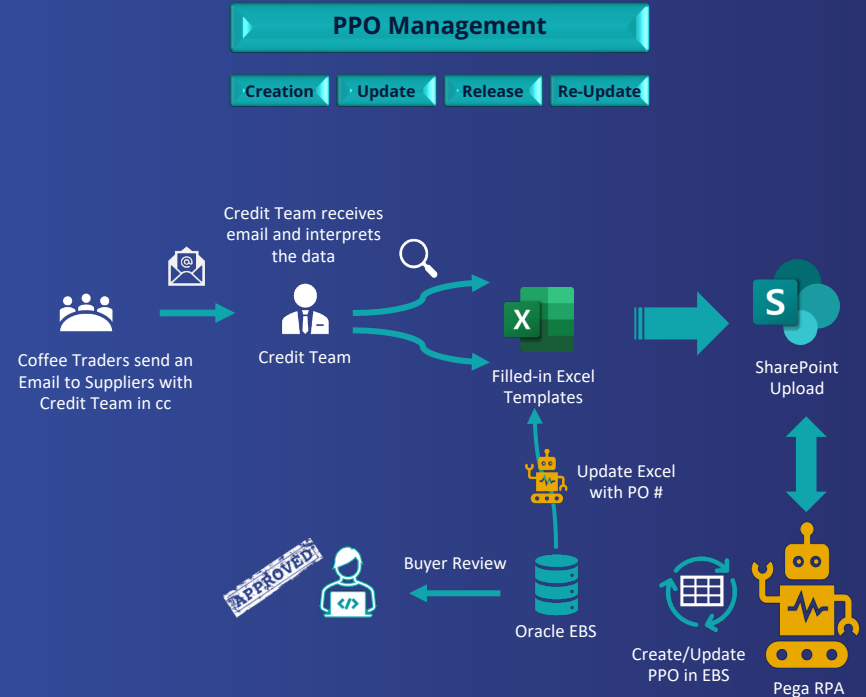 PPO Management
Creation
Update
Release
Re-Update
Credit Team receives
email and interprets
the data
@
Credit Team
Coffee Traders send an
Email to Suppliers with
Credit Team in cc
X
Filled-in Excel
Templates
S
SharePoint
Upload
Update Excel
with PO #
APPROVED
</>
Buyer Review
Oracle EBS
Create/Update
PPO in EBS
Pega RPA